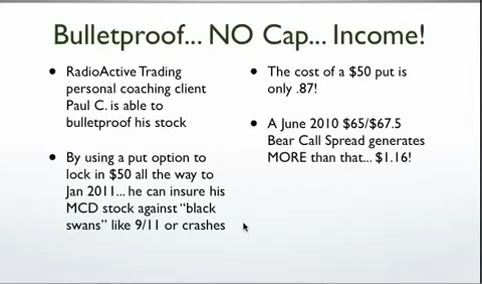 Bulletproof... NO Cap... Income!
• RadioActive Trading
personal coaching client
Paul C. is able to
bulletproof his stock
• By using a put option to
lock in $50 all the way to
Jan 2011... he can insure his
MCD stock against "black
swans" like 9/11 or crashes
• The cost of a $50 put is
only .87!
• A June 2010 $65/$67.5
Bear Call Spread generates
MORE than that... $1.16!